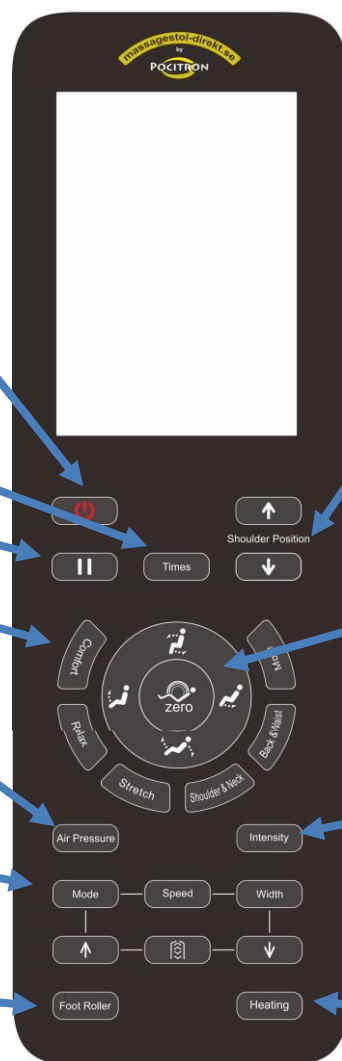 massagestol-direkt.se
by
POCITRON
Shoulder Position
Times
Comfort
zero
Relax
Back &Waist
Stretch
Shoulder & Neck
Air Pressure
Intensity
Mode
Speed
Width
Foot Roller
Heating